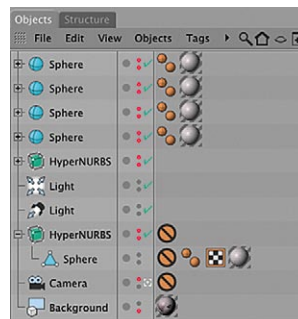 Objects Structure
File Edit View Objects Tags
Sphere
Sphere
Sphere
Sphere
HyperNURBS
Light
Light
HyperNURBS
Sphere
Camera
Background